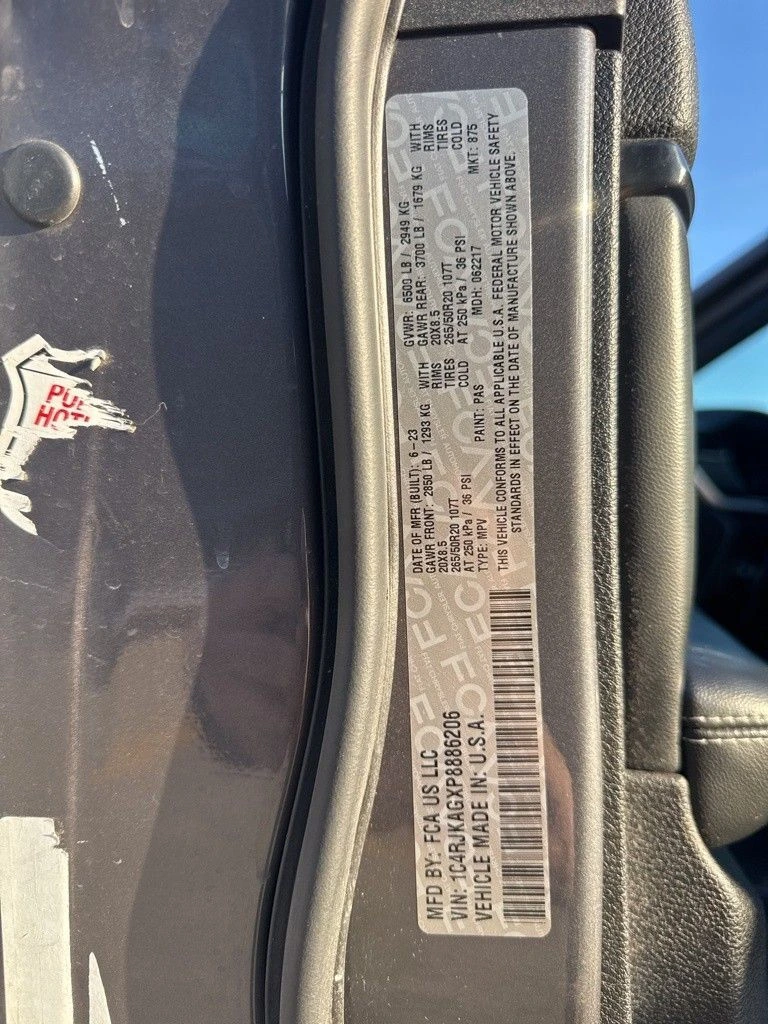 MFD BY: FCA US LLC
VIN: 1C4RJKAGXP8886206
VEHICLE MADE IN: U.S.A.
DATE OF MFR (BUILT): 6-23 GVWR: 6500 LB / 2949 KG
GAWR FRONT: 2850 LB / 1293 KG WITH GAWR REAR: 3700 LB / 1679 KG WITH
20X8.5 RIMS 20X8.5 RIMS
265/50R20 107T TIRES 265/50R20 107T TIRES
AT 250 kPa / 36 PSI COLD AT 250 kPa / 36 PSI COLD
TYPE: MPV PAINT: PAS MDH: 062217 MKT: 875
THIS VEHICLE CONFORMS TO ALL APPLICABLE U.S.A. FEDERAL MOTOR VEHICLE SAFETY
STANDARDS IN EFFECT ON THE DATE OF MANUFACTURE SHOWN ABOVE.